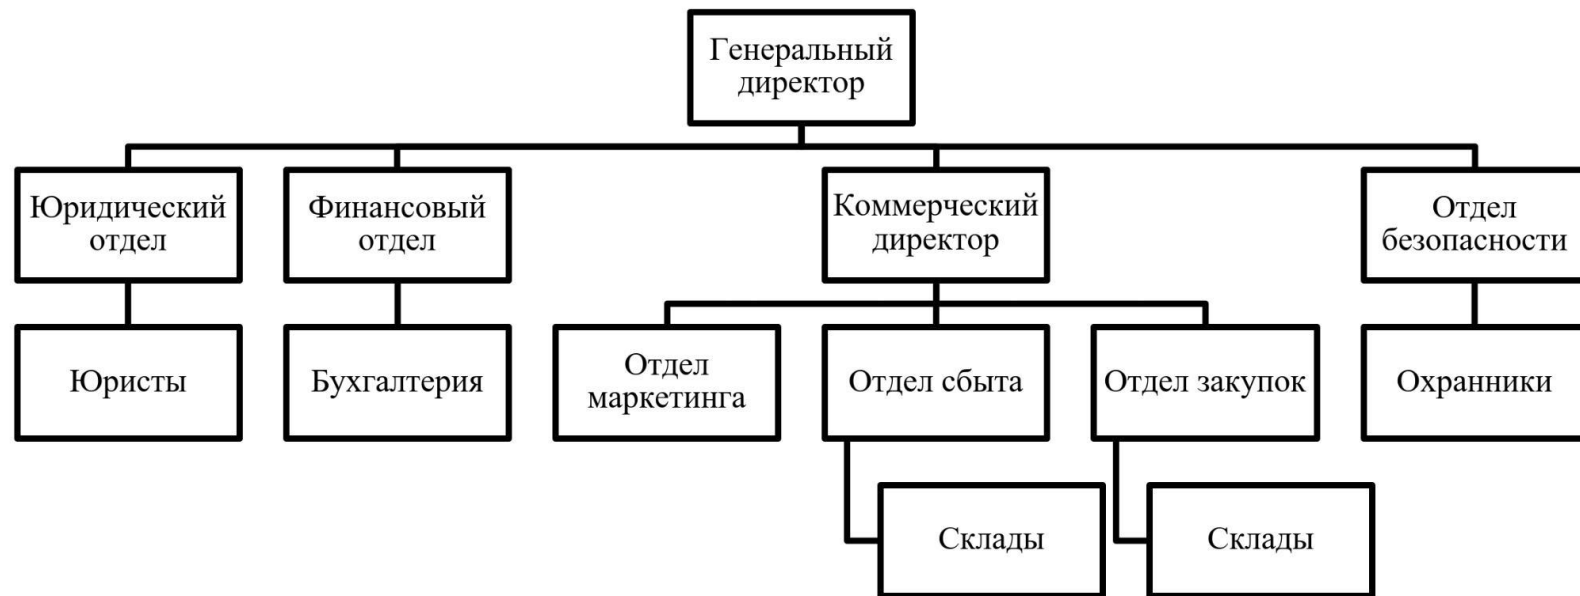 Генеральный
директор
Юридический
отдел
Финансовый
отдел
Коммерческий
директор
Отдел
безопасности
Юристы
Бухгалтерия
Отдел
маркетинга
Отдел сбыта
Отдел закупок
Охранники
Склады
Склады